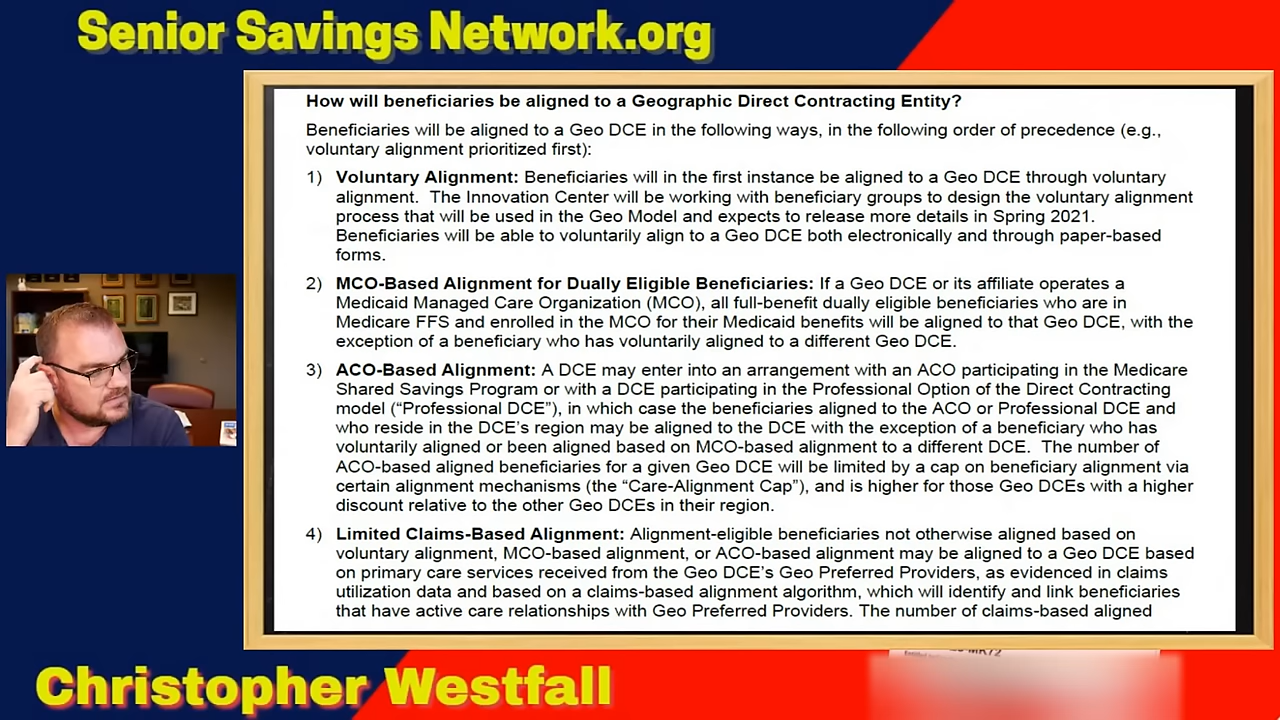 Senior Savings Network.org
How will beneficiaries be aligned to a Geographic Direct Contracting Entity?
Beneficiaries will be aligned to a Geo DCE in the following ways, in the following order of precedence (e.g.,
voluntary alignment prioritized first):
1) Voluntary Alignment: Beneficiaries will in the first instance be aligned to a Geo DCE through voluntary
alignment. The Innovation Center will be working with beneficiary groups to design the voluntary alignment
process that will be used in the Geo Model and expects to release more details in Spring 2021.
Beneficiaries will be able to voluntarily align to a Geo DCE both electronically and through paper-based
forms.
2) MCO-Based Alignment for Dually Eligible Beneficiaries: If a Geo DCE or its affiliate operates a
Medicaid Managed Care Organization (MCO), all full-benefit dually eligible beneficiaries who are in
Medicare FFS and enrolled in the MCO for their Medicaid benefits will be aligned to that Geo DCE, with the
exception of a beneficiary who has voluntarily aligned to a different Geo DCE.
3) ACO-Based Alignment: A DCE may enter into an arrangement with an ACO participating in the Medicare
Shared Savings Program or with a DCE participating in the Professional Option of the Direct Contracting
model (“Professional DCE”), in which case the beneficiaries aligned to the ACO or Professional DCE and
who reside in the DCE’s region may be aligned to the DCE with the exception of a beneficiary who has
voluntarily aligned or been aligned based on MCO-based alignment to a different DCE. The number of
ACO-based aligned beneficiaries for a given Geo DCE will be limited by a cap on beneficiary alignment via
certain alignment mechanisms (the “Care-Alignment Cap”), and is higher for those Geo DCEs with a higher
discount relative to the other Geo DCEs in their region.
4) Limited Claims-Based Alignment: Alignment-eligible beneficiaries not otherwise aligned based on
voluntary alignment, MCO-based alignment, or ACO-based alignment may be aligned to a Geo DCE based
on primary care services received from the Geo DCE’s Geo Preferred Providers, as evidenced in claims
utilization data and based on a claims-based alignment algorithm, which will identify and link beneficiaries
that have active care relationships with Geo Preferred Providers. The number of claims-based aligned
Christopher Westfall